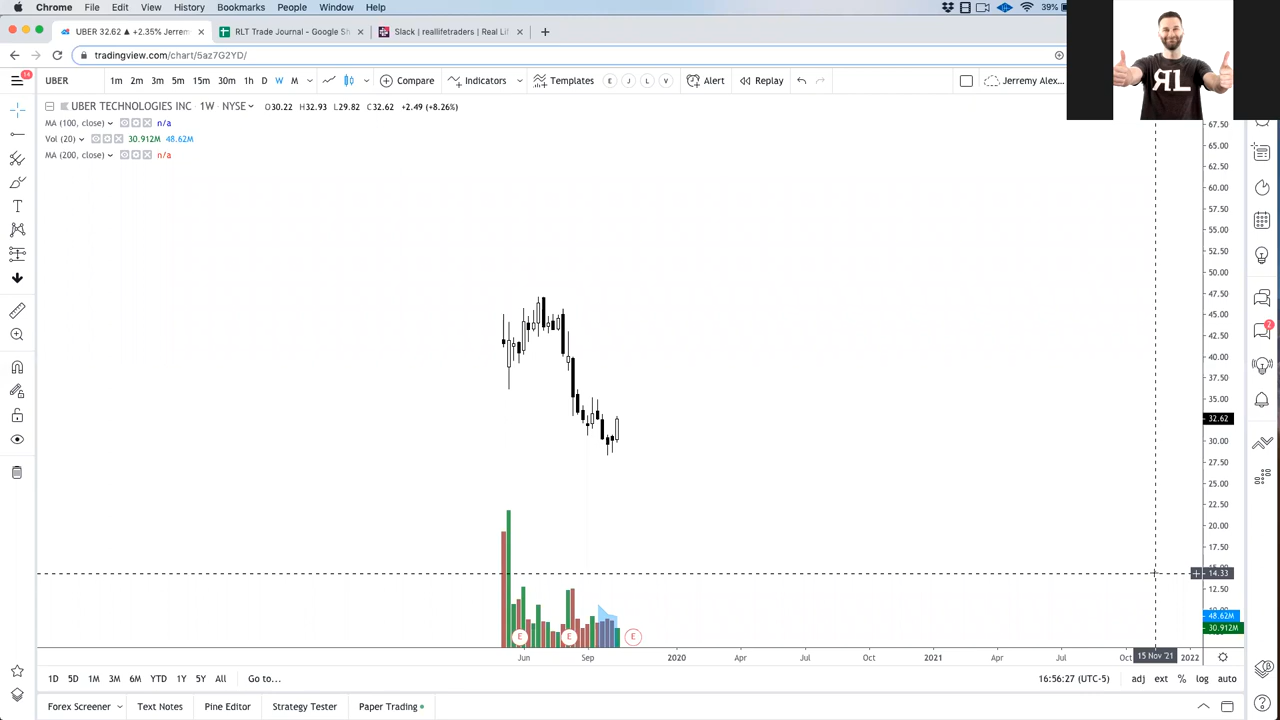 Chrome File Edit View History Bookmarks People Window Help 39%
UBER 32.62 ▲ +2.35% Jerrem × RLT Trade Journal - Google Sh × Slack | reallifetraders | Real Lif × +
tradingview.com/chart/5az7G2YD/
RL
14 UBER 1m 2m 3m 5m 15m 30m 1h D W M Compare Indicators Templates E J L V Alert Replay Jerremy Alex...
UBER TECHNOLOGIES INC 1W · NYSE O30.22 H32.93 L29.82 C32.62 +2.49 (+8.26%)
MA (100, close) n/a
Vol (20) 30.912M 48.62M
MA (200, close) n/a
67.50
65.00
62.50
60.00
57.50
55.00
52.50
50.00
47.50
45.00
42.50
40.00
37.50
35.00
32.62
30.00
27.50
25.00
22.50
20.00
17.50
14.33
12.50
48.62M
30.912M
2
E E E
Jun Sep 2020 Apr Jul Oct 2021 Apr Jul Oct 15 Nov '21 2022
1D 5D 1M 3M 6M YTD 1Y 5Y All Go to... 16:56:27 (UTC-5) adj ext % log auto
Forex Screener Text Notes Pine Editor Strategy Tester Paper Trading